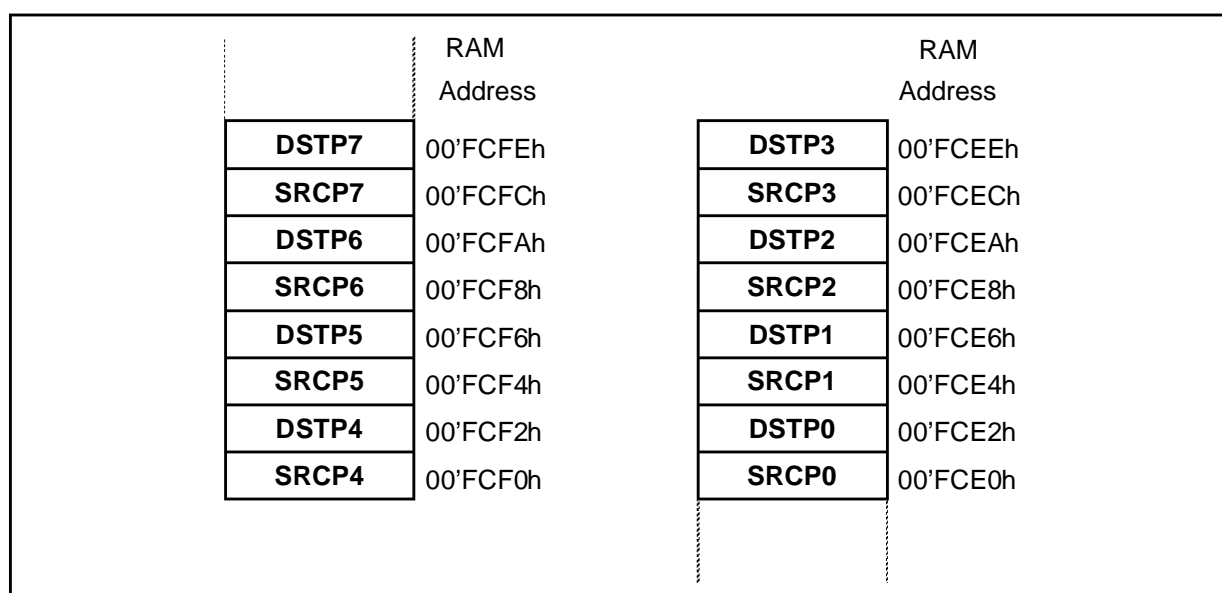 RAM
Address
DSTP7 00’FCFEh
SRCP7 00’FCFCh
DSTP6 00’FCFAh
SRCP6 00’FCF8h
DSTP5 00’FCF6h
SRCP5 00’FCF4h
DSTP4 00’FCF2h
SRCP4 00’FCF0h
RAM
Address
DSTP3 00’FCEEh
SRCP3 00’FCECh
DSTP2 00’FCEAh
SRCP2 00’FCE8h
DSTP1 00’FCE6h
SRCP1 00’FCE4h
DSTP0 00’FCE2h
SRCP0 00’FCE0h